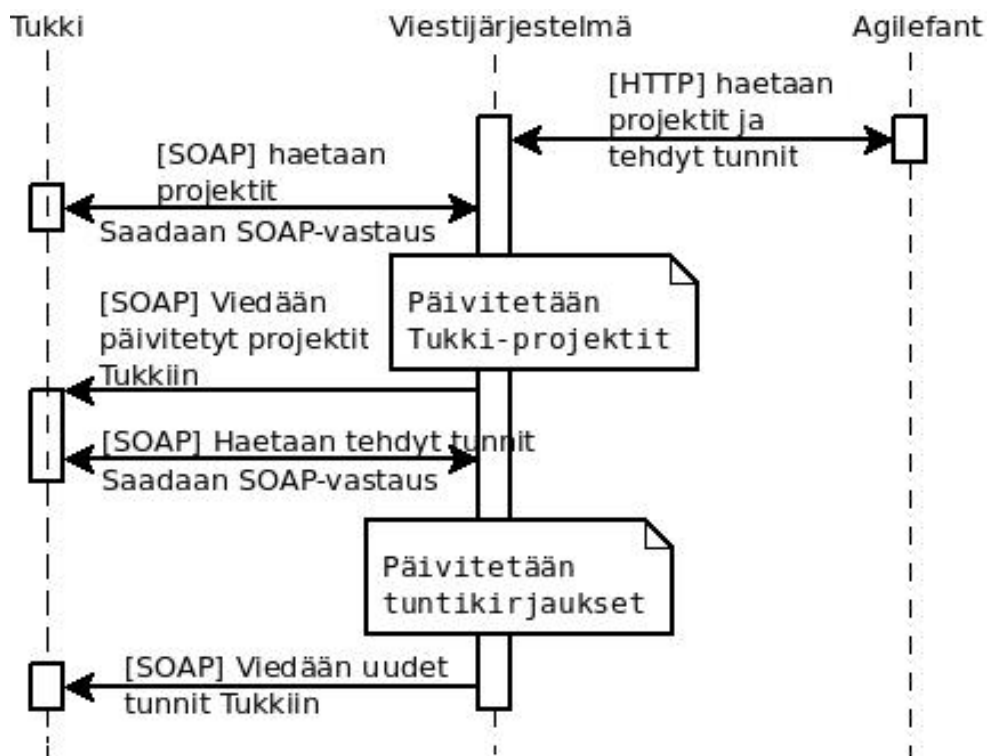 Tukki
Viestijärjestelmä
Agilefant
[HTTP] haetaan
projektit ja
tehdyt tunnit
[SOAP] haetaan
projektit
Saadaan SOAP-vastaus
Päivitetään
Tukki-projektit
[SOAP] Viedään
päivitetyt projektit
Tukkiin
[SOAP] Haetaan tehdyt tunnit
Saadaan SOAP-vastaus
Päivitetään
tuntikirjaukset
[SOAP] Viedään uudet
tunnit Tukkiin